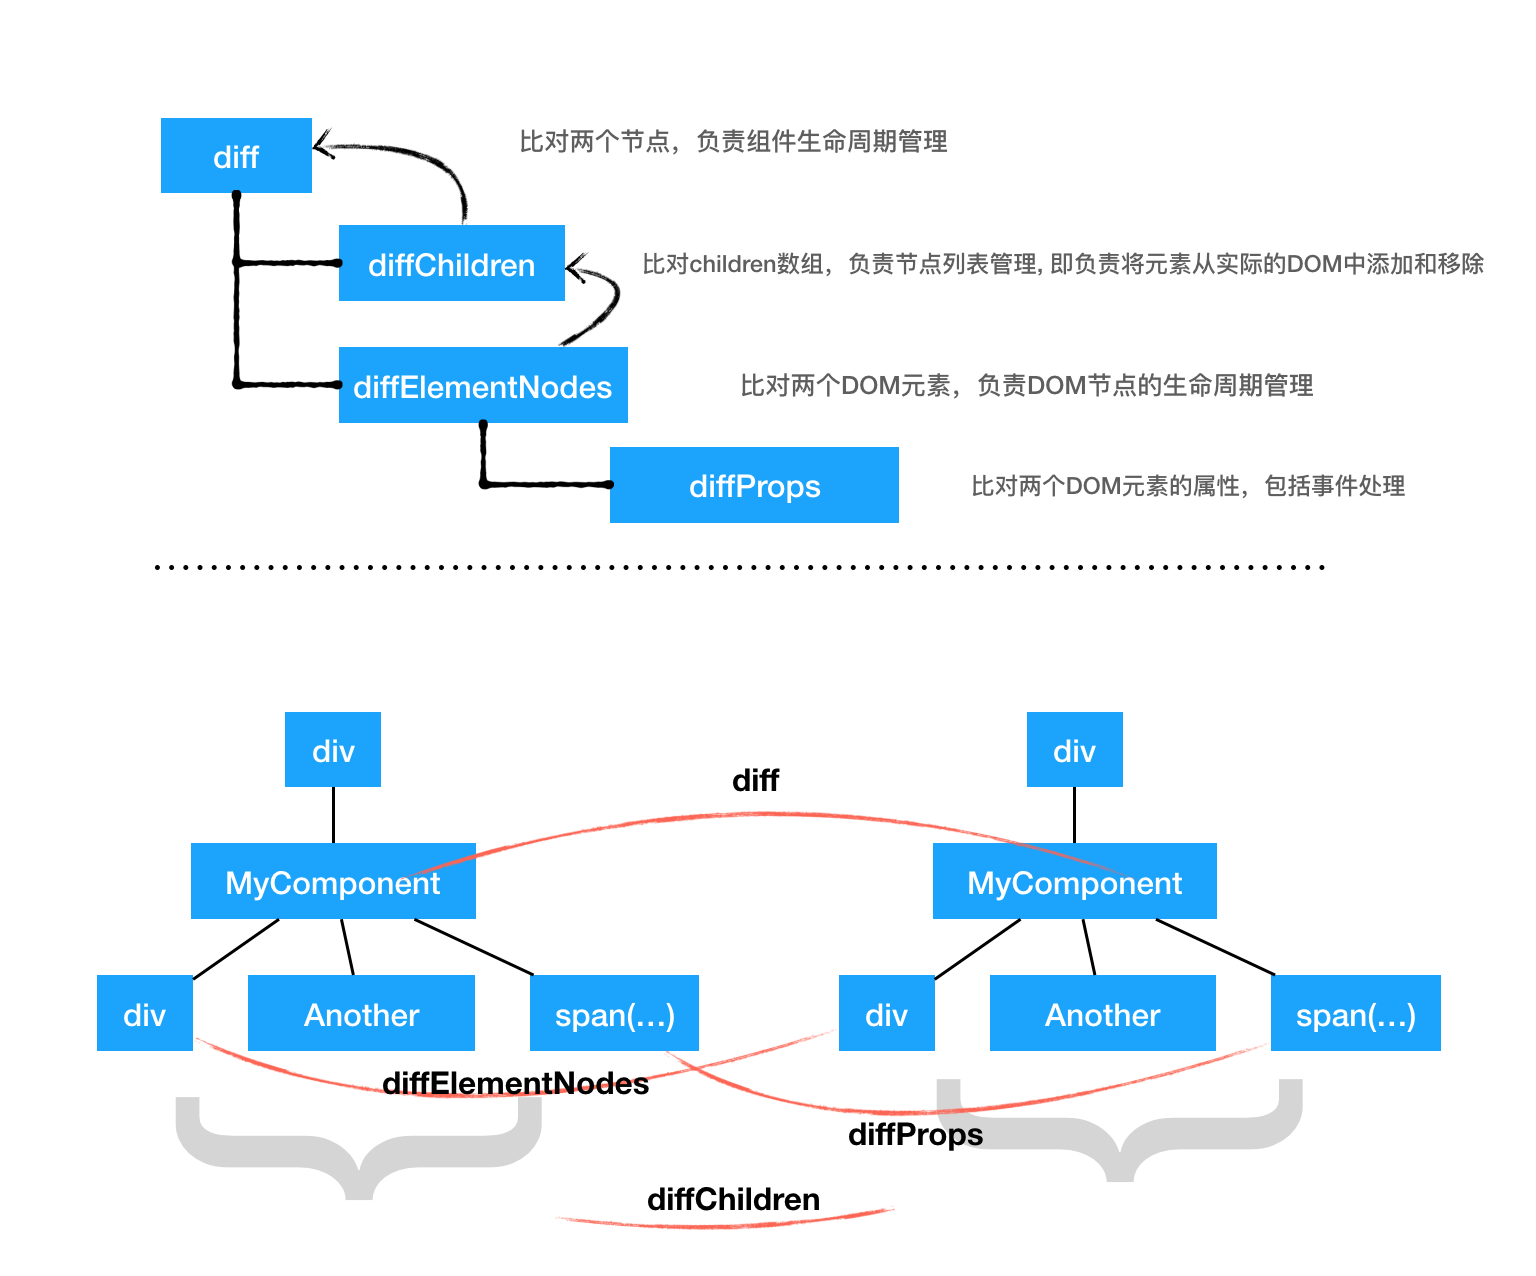 diff
比对两个节点，负责组件生命周期管理
diffChildren
比对children数组，负责节点列表管理, 即负责将元素从实际的DOM中添加和移除
diffElementNodes
比对两个DOM元素，负责DOM节点的生命周期管理
diffProps
比对两个DOM元素的属性，包括事件处理
div
div
diff
MyComponent
MyComponent
div
Another
span(...)
div
Another
span(...)
diffElementNodes
diffProps
diffChildren